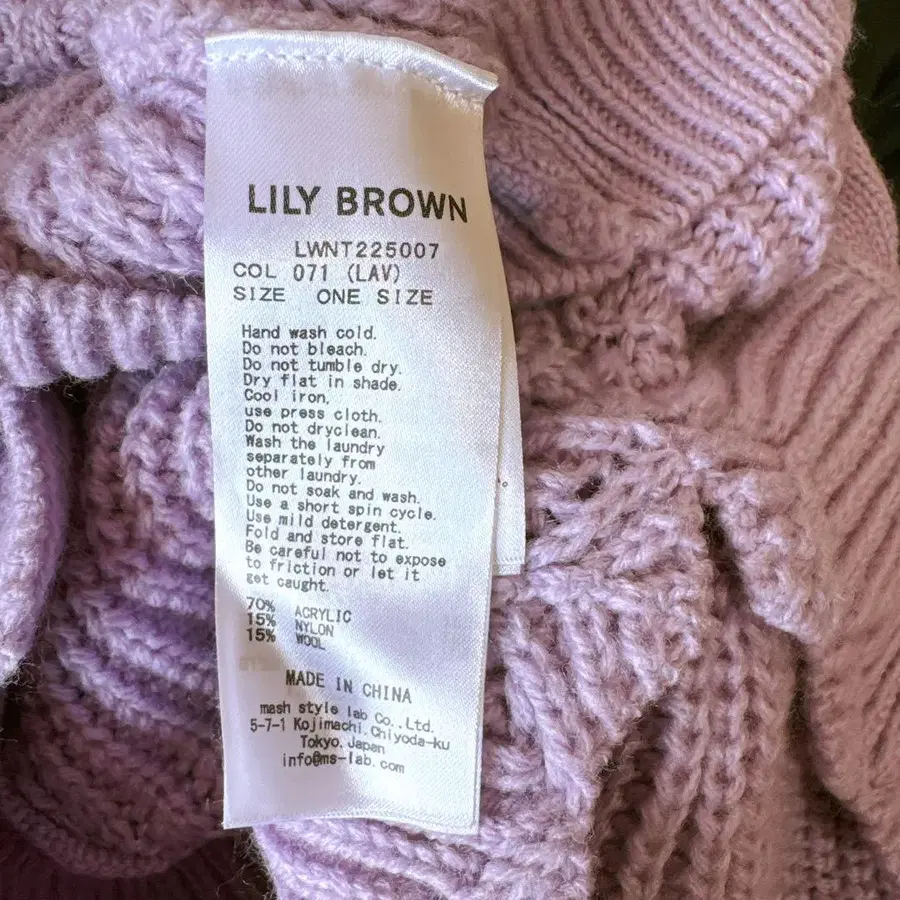 LILY BROWN
LWNT225007
COL 071 (LAV)
SIZE ONE SIZE
Hand wash cold.
Do not bleach.
Do not tumble dry.
Dry flat in shade.
Cool iron,
use press cloth.
Do not dryclean.
Wash the laundry
separately from
other laundry.
Do not soak and wash.
Use a short spin cycle.
Use mild detergent.
Fold and store flat.
Be careful not to expose
to friction or let it
get caught.
70% ACRYLIC
15% NYLON
15% WOOL
MADE IN CHINA
mash style lab Co.,Ltd.
5-7-1 Kojimachi,Chiyoda-ku
Tokyo,Japan
info@ms-lab.com